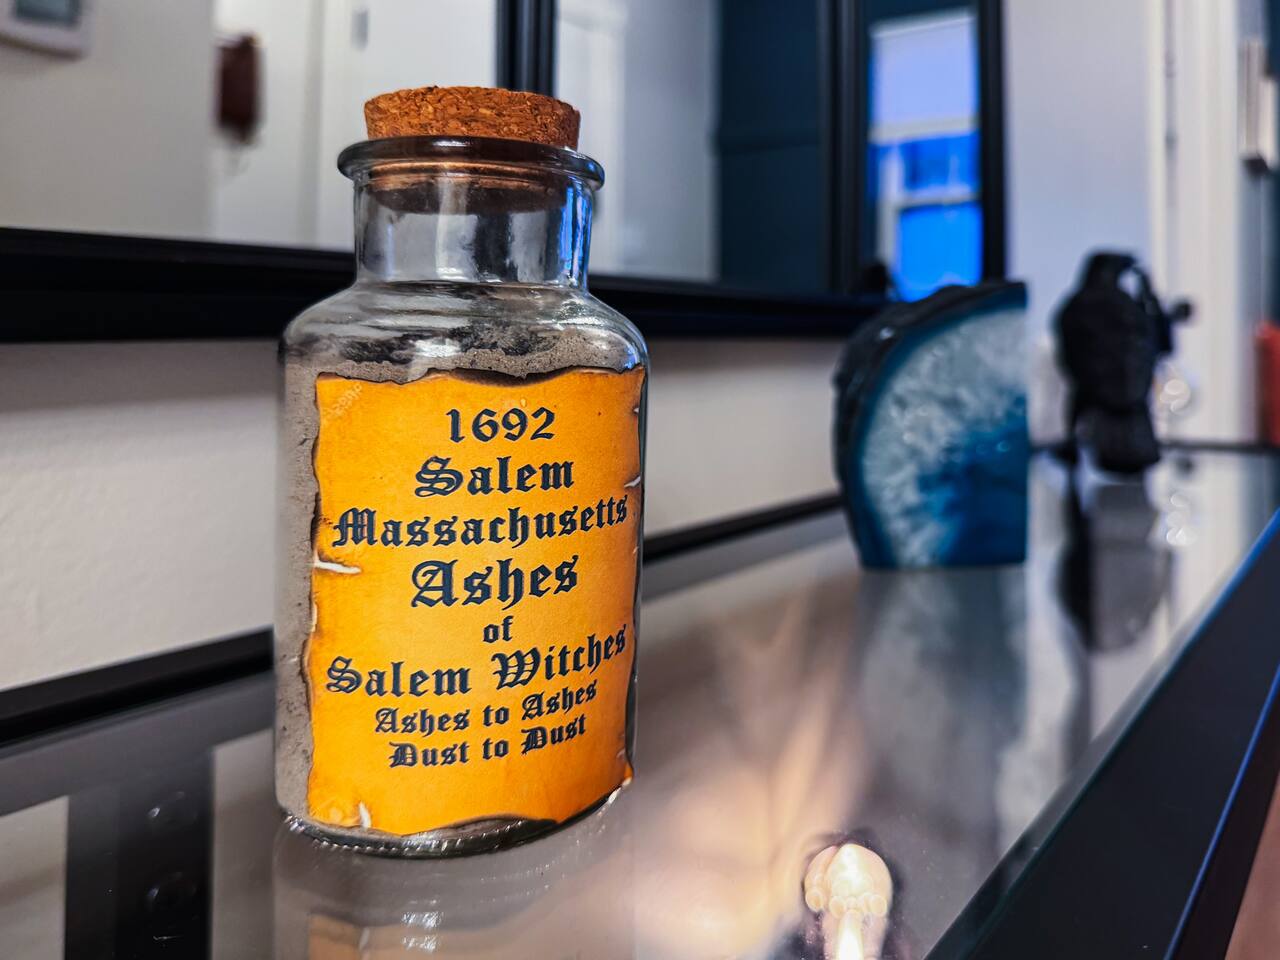 1692
Salem
Massachusetts
Ashes
of
Salem Witches
Ashes to Ashes
Dust to Dust